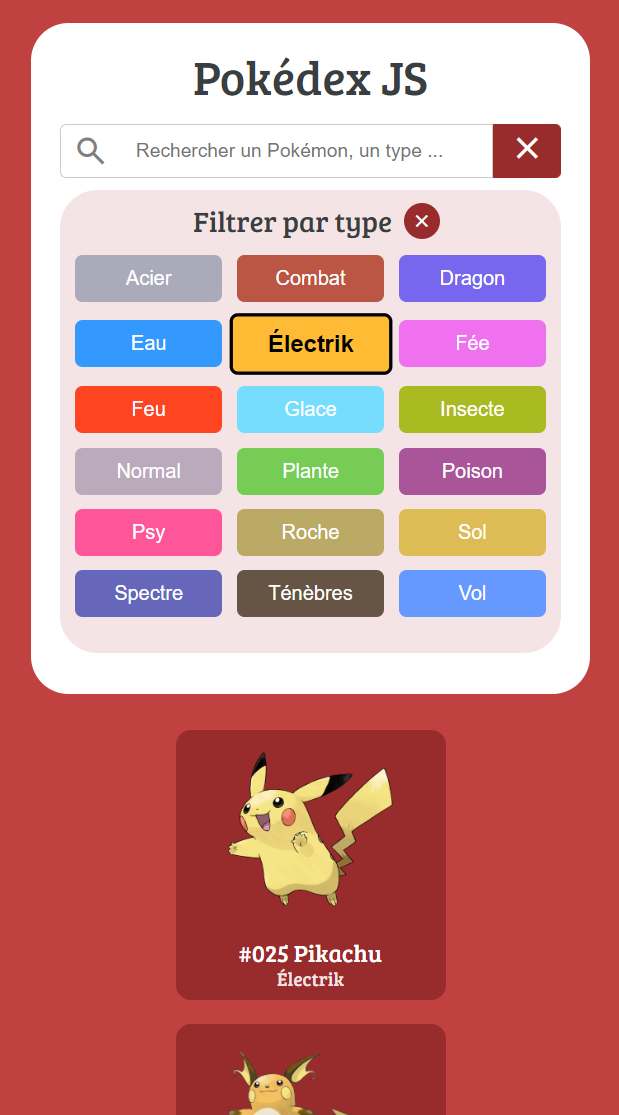 Pokédex JS
Rechercher un Pokémon, un type ...
Filtrer par type
Acier Combat Dragon
Eau Électrik Fée
Feu Glace Insecte
Normal Plante Poison
Psy Roche Sol
Spectre Ténèbres Vol
#025 Pikachu
Électrik